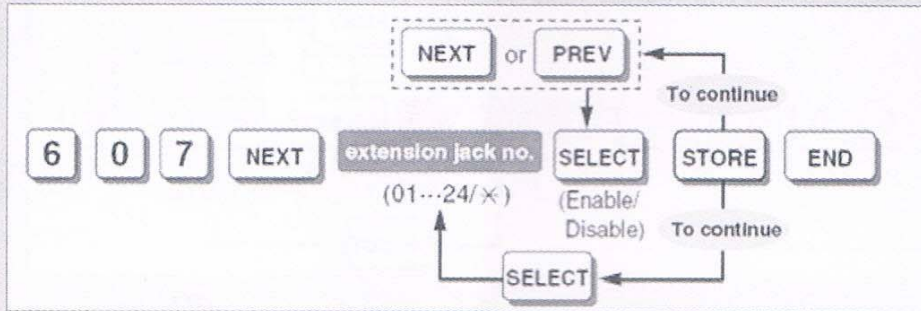 NEXT or PREV
To continue
6 0 7 NEXT extension jack no. SELECT STORE END
(01···24/✕) (Enable/
Disable) To continue
SELECT